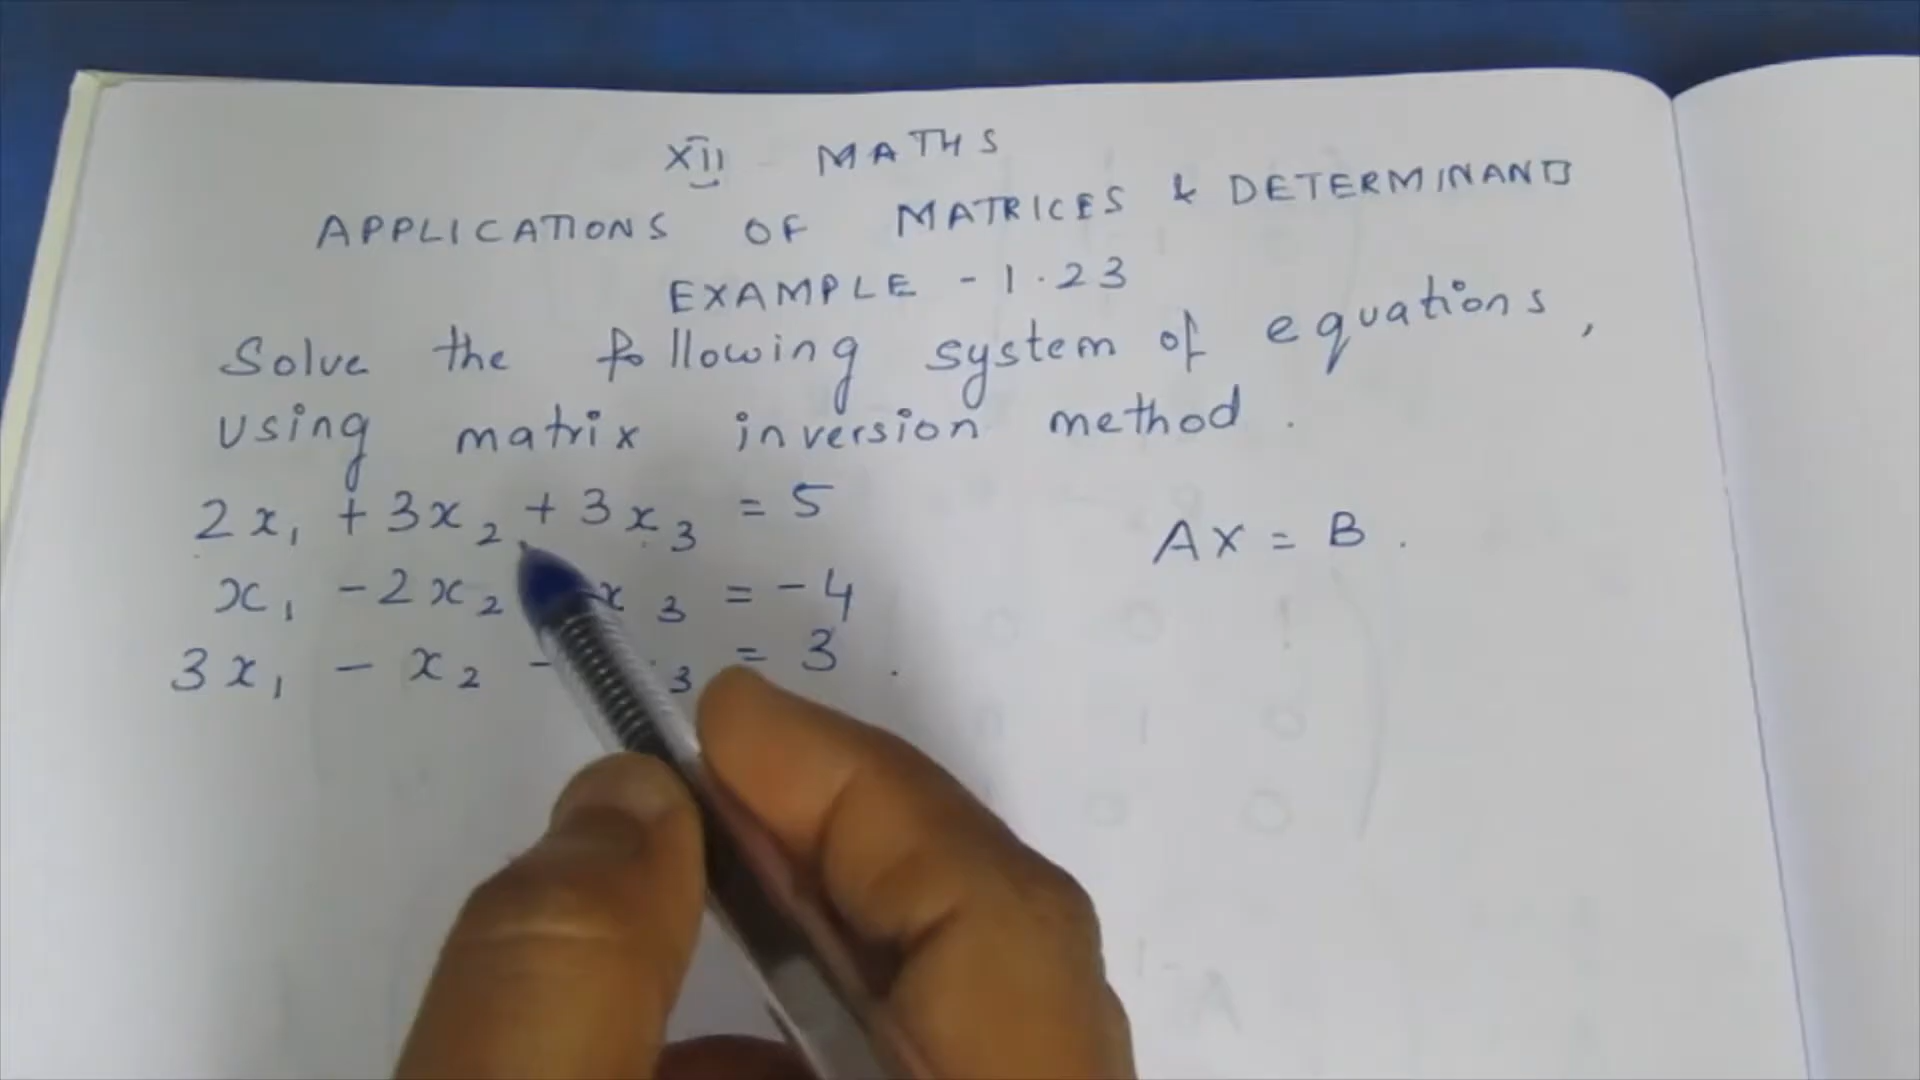 XII - MATHS
APPLICATIONS OF MATRICES & DETERMINANTS
EXAMPLE - 1.23
Solve the following system of equations,
using matrix inversion method.
2x₁ + 3x₂ + 3x₃ = 5
AX = B.
x₁ - 2x₂ x₃ = -4
3x₁ - x₂ - ₃ = 3.